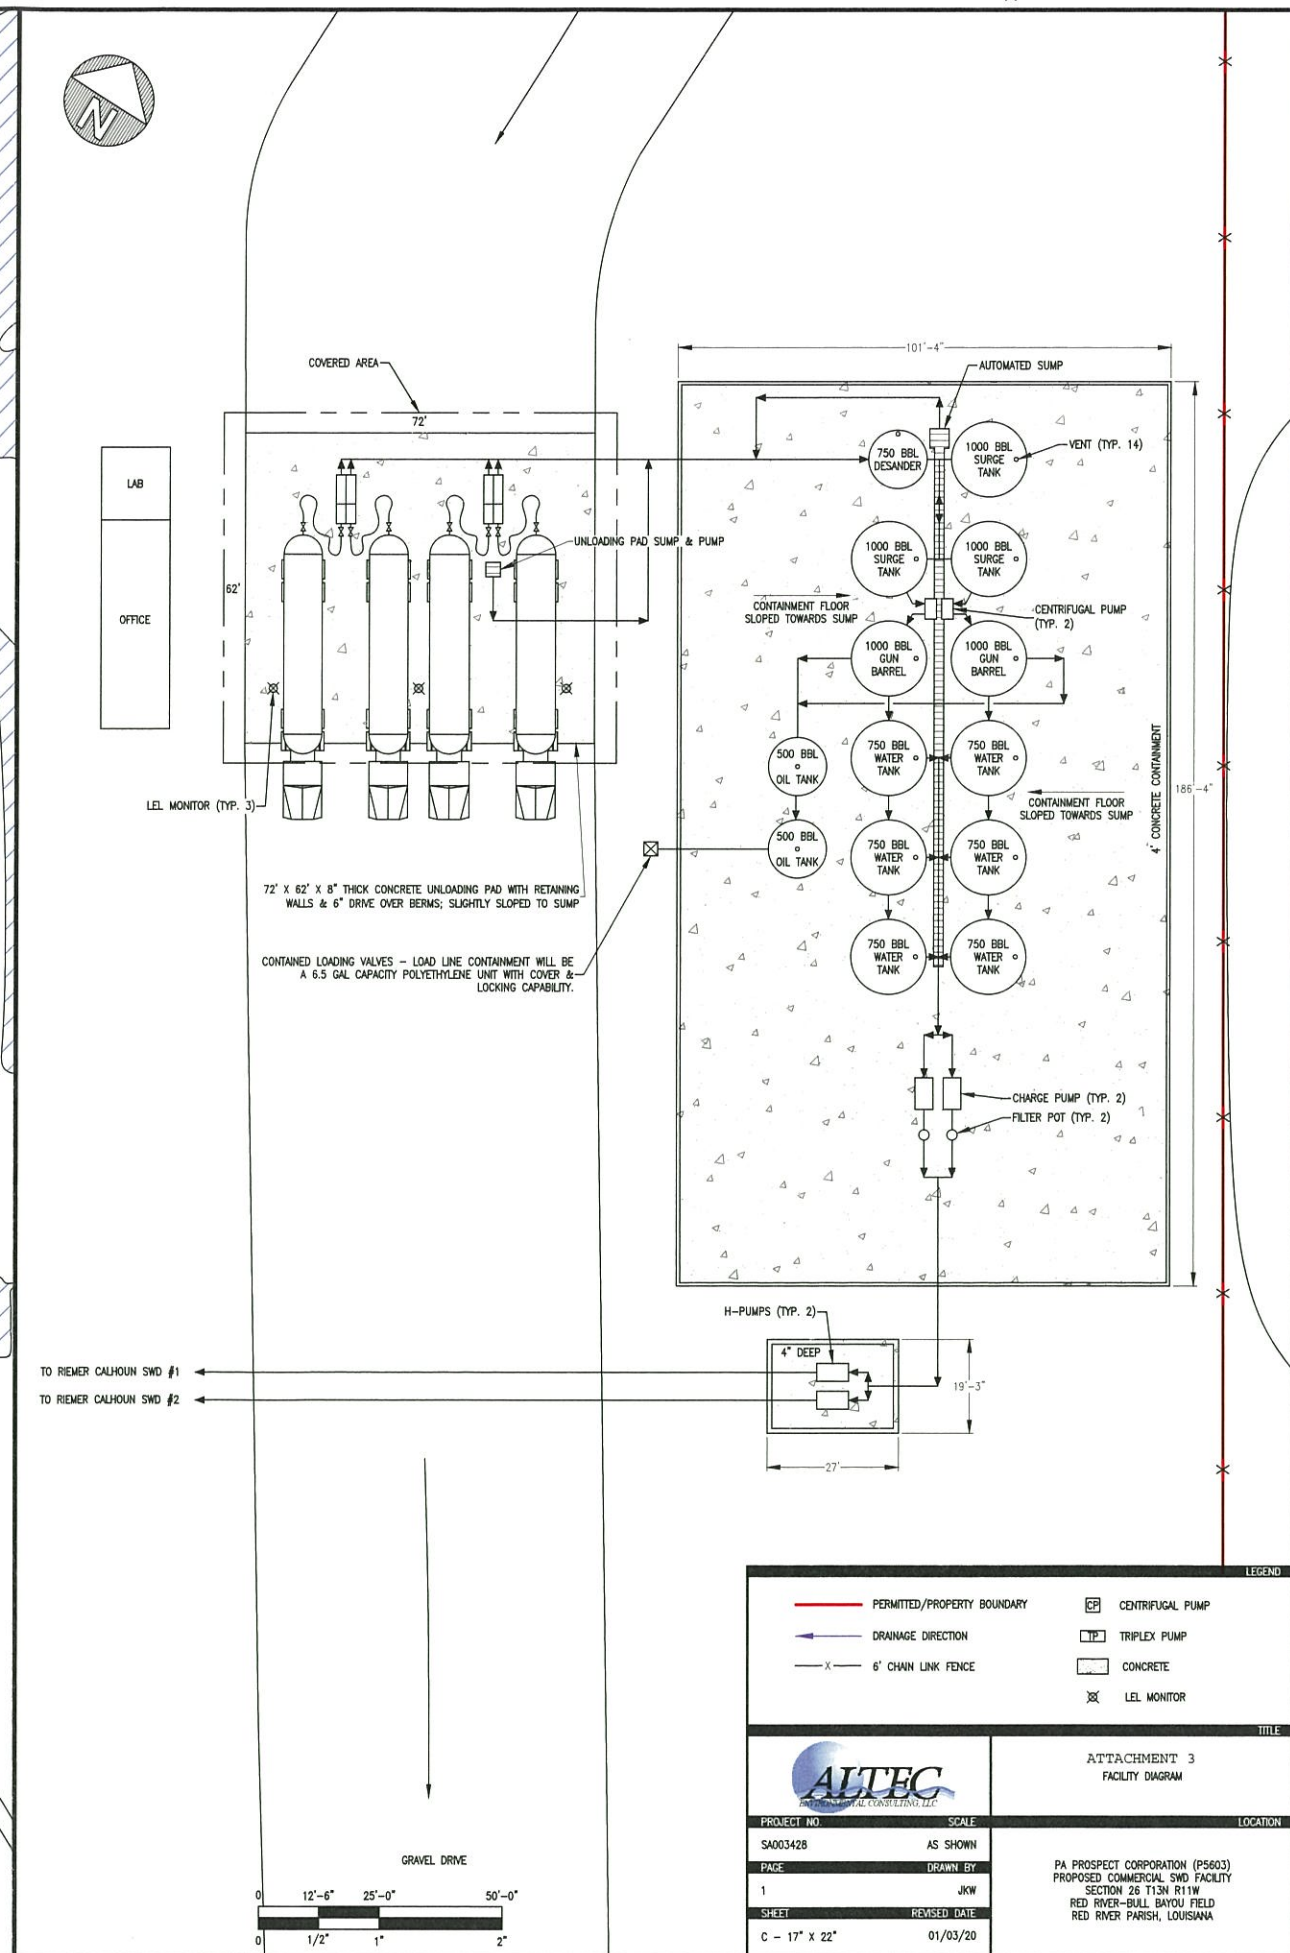 N
101'-4"
AUTOMATED SUMP
COVERED AREA
72'
750 BBL
DESANDER
1000 BBL
SURGE
TANK
VENT (TYP. 14)
LAB
OFFICE
UNLOADING PAD SUMP & PUMP
1000 BBL
SURGE
TANK
1000 BBL
SURGE
TANK
62'
CONTAINMENT FLOOR
SLOPED TOWARDS SUMP
CENTRIFUGAL PUMP
(TYP. 2)
1000 BBL
GUN
BARREL
1000 BBL
GUN
BARREL
500 BBL
OIL TANK
750 BBL
WATER
TANK
750 BBL
WATER
TANK
4' CONCRETE CONTAINMENT
186'-4"
LEL MONITOR (TYP. 3)
CONTAINMENT FLOOR
SLOPED TOWARDS SUMP
500 BBL
OIL TANK
750 BBL
WATER
TANK
750 BBL
WATER
TANK
72' X 62' X 8" THICK CONCRETE UNLOADING PAD WITH RETAINING
WALLS & 6" DRIVE OVER BERMS; SLIGHTLY SLOPED TO SUMP
CONTAINED LOADING VALVES - LOAD LINE CONTAINMENT WILL BE
A 6.5 GAL CAPACITY POLYETHYLENE UNIT WITH COVER &
LOCKING CAPABILITY.
750 BBL
WATER
TANK
750 BBL
WATER
TANK
CHARGE PUMP (TYP. 2)
FILTER POT (TYP. 2)
H-PUMPS (TYP. 2)
4" DEEP
TO RIEMER CALHOUN SWD #1
TO RIEMER CALHOUN SWD #2
19'-3"
27'
LEGEND
PERMITTED/PROPERTY BOUNDARY
CP CENTRIFUGAL PUMP
DRAINAGE DIRECTION
TP TRIPLEX PUMP
X 6' CHAIN LINK FENCE
CONCRETE
LEL MONITOR
TITLE
ALTEC
ENVIRONMENTAL CONSULTING, LLC
ATTACHMENT 3
FACILITY DIAGRAM
PROJECT NO. SCALE
SA003428 AS SHOWN
PAGE DRAWN BY
1 JKW
SHEET REVISED DATE
C - 17" X 22" 01/03/20
LOCATION
PA PROSPECT CORPORATION (P5603)
PROPOSED COMMERCIAL SWD FACILITY
SECTION 26 T13N R11W
RED RIVER-BULL BAYOU FIELD
RED RIVER PARISH, LOUISIANA
GRAVEL DRIVE
0 12'-6" 25'-0" 50'-0"
0 1/2" 1" 2"